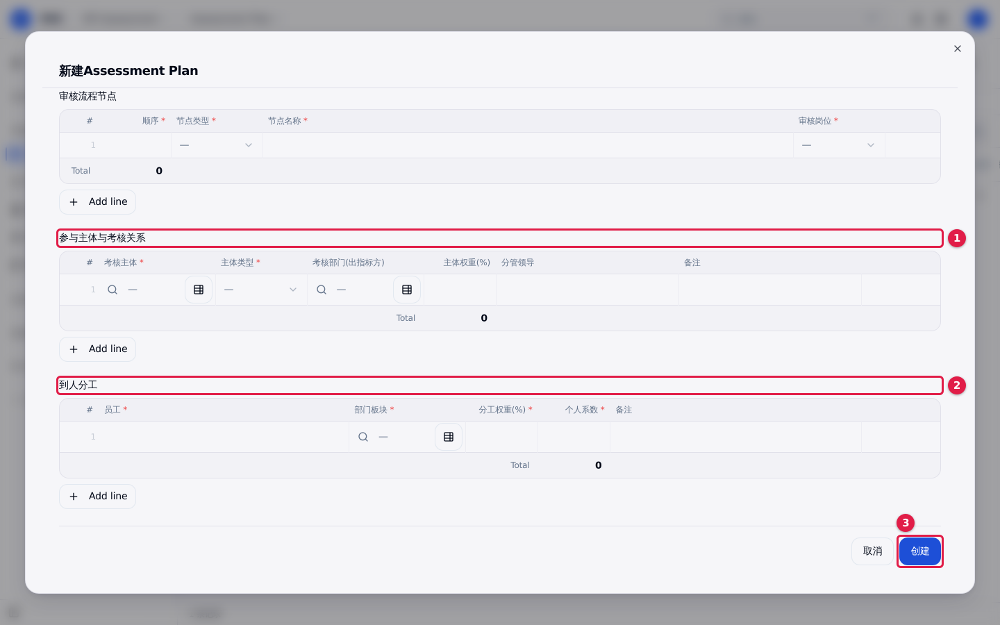 新建Assessment Plan
审核流程节点
# 顺序 * 节点类型 * 节点名称 * 审核岗位 *
1 — —
Total 0
+ Add line
参与主体与考核关系 1
# 考核主体 * 主体类型 * 考核部门(出指标方) 主体权重(%) 分管领导 备注
1 — — —
Total 0
+ Add line
到人分工 2
# 员工 * 部门板块 * 分工权重(%) * 个人系数 * 备注
1 —
Total 0
+ Add line
3
取消 创建